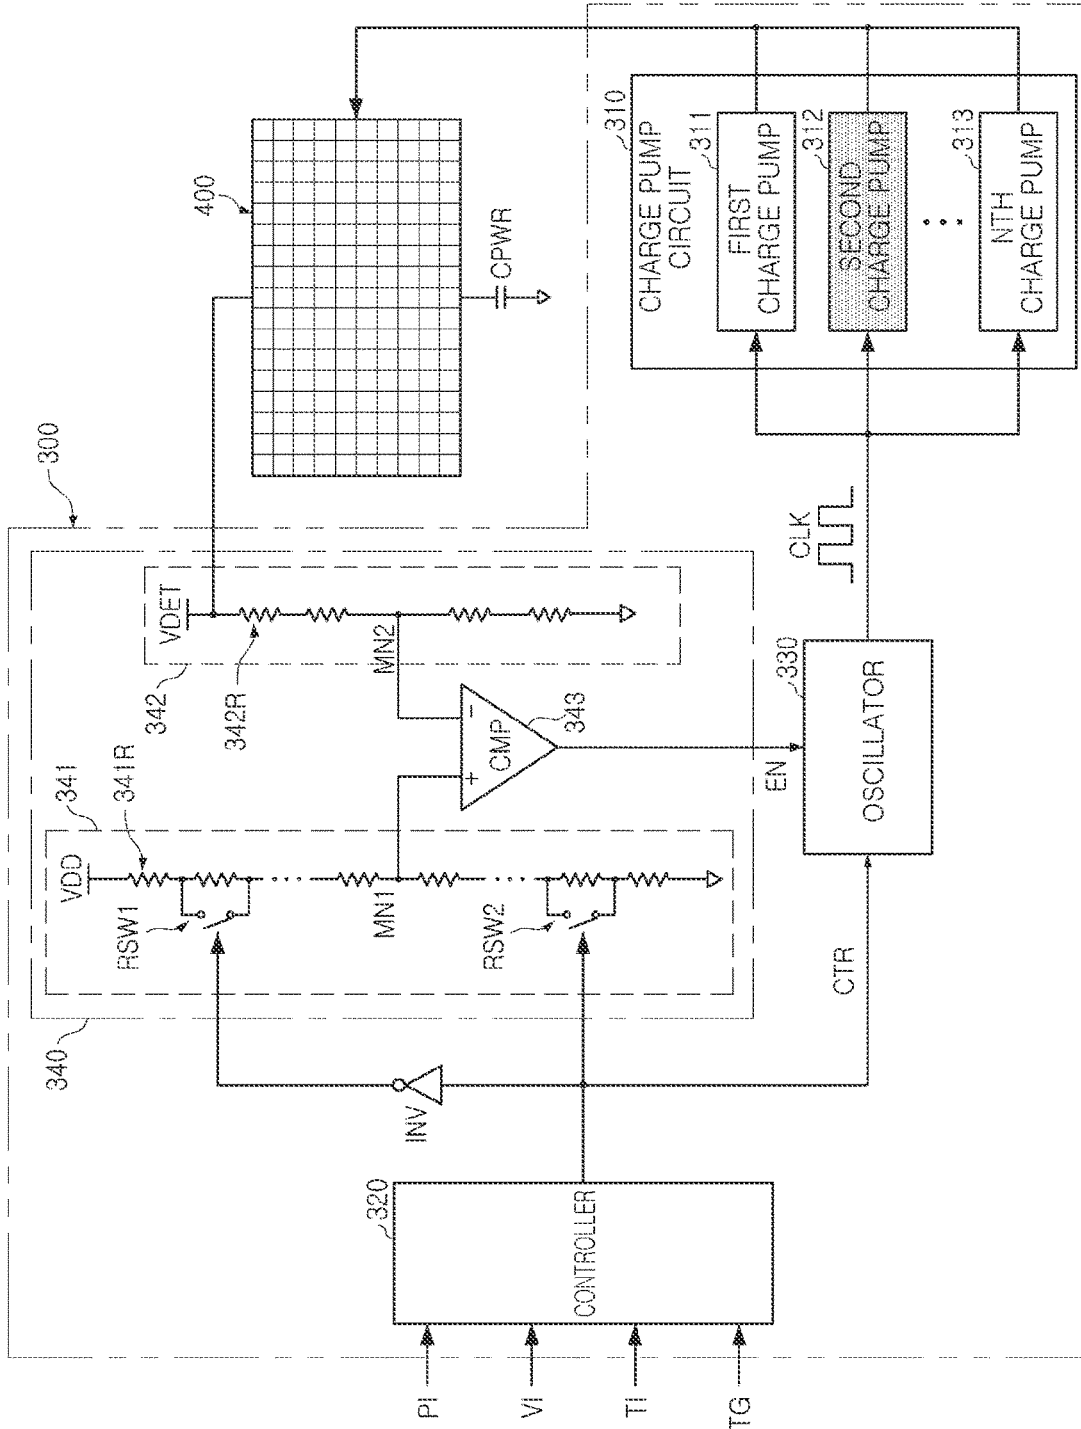 300
340
341
VDD
341R
RSW1
MN1
RSW2
342
VDET
342R
MN2
+
-
CMP
343
400
CPWR
INV
320
CONTROLLER
PI
VI
TI
TG
CTR
EN
330
OSCILLATOR
CLK
310
CHARGE PUMP
CIRCUIT
311
FIRST
CHARGE PUMP
312
SECOND
CHARGE PUMP
313
NTH
CHARGE PUMP